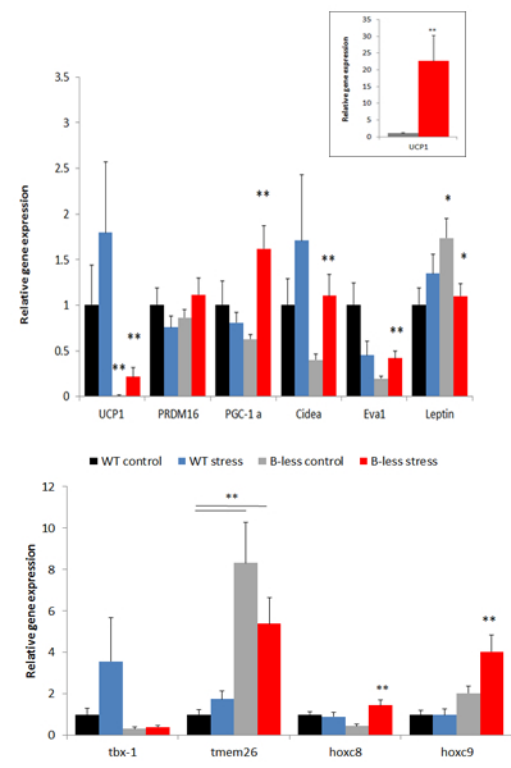 35
30
25
20
15
10
5
0
Relative gene expression
**
UCP1
3.5
3
2.5
2
1.5
1
0.5
0
Relative gene expression
** ** ** ** ** * *
UCP1 PRDM16 PGC-1 a Cidea Eva1 Leptin
WT control WT stress B-less control B-less stress
12
10
8
6
4
2
0
Relative gene expression
** ** **
tbx-1 tmem26 hoxc8 hoxc9